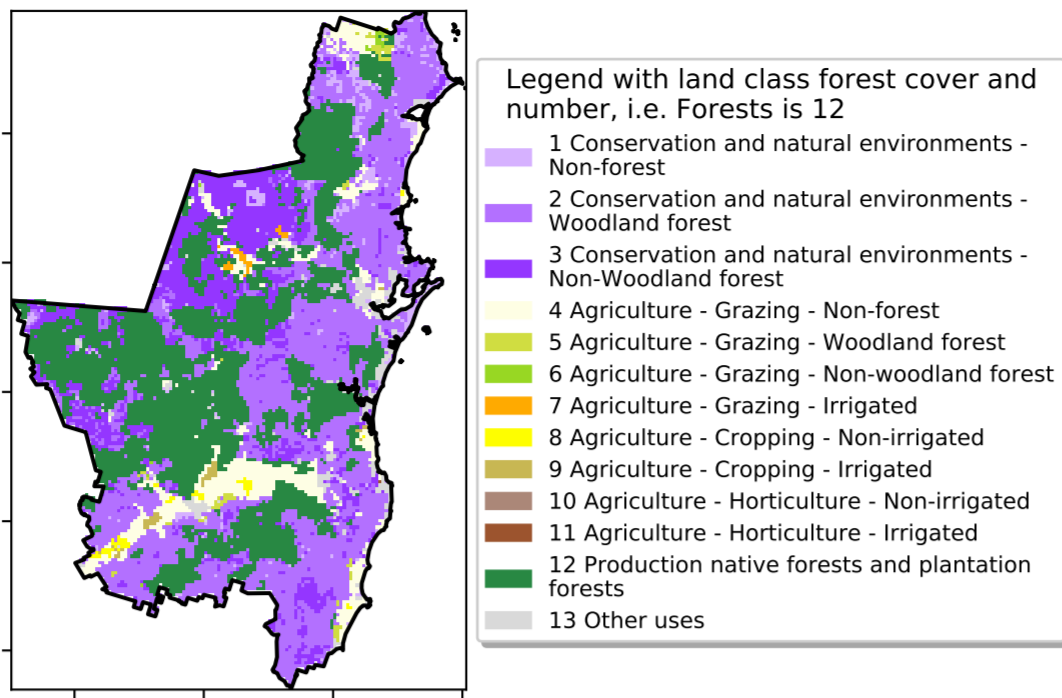 Legend with land class forest cover and
number, i.e. Forests is 12
1 Conservation and natural environments -
Non-forest
2 Conservation and natural environments -
Woodland forest
3 Conservation and natural environments -
Non-Woodland forest
4 Agriculture - Grazing - Non-forest
5 Agriculture - Grazing - Woodland forest
6 Agriculture - Grazing - Non-woodland forest
7 Agriculture - Grazing - Irrigated
8 Agriculture - Cropping - Non-irrigated
9 Agriculture - Cropping - Irrigated
10 Agriculture - Horticulture - Non-irrigated
11 Agriculture - Horticulture - Irrigated
12 Production native forests and plantation
forests
13 Other uses